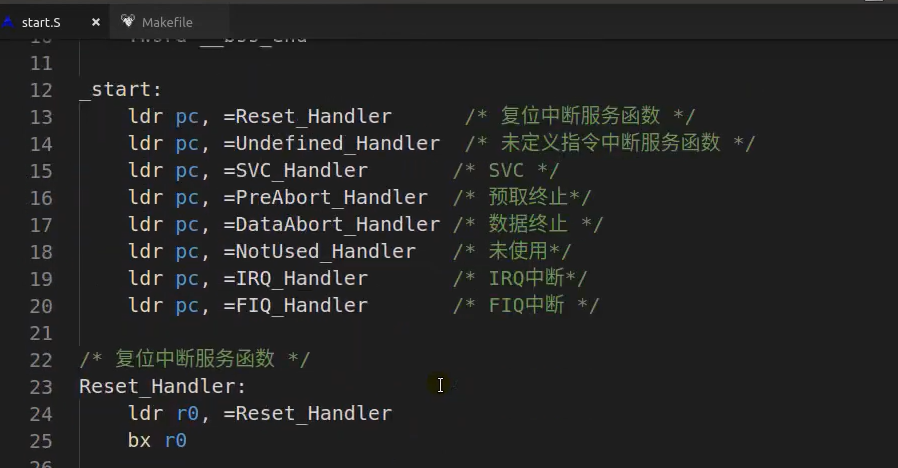 start.S × Makefile
11
12 _start:
13 ldr pc, =Reset_Handler /* 复位中断服务函数 */
14 ldr pc, =Undefined_Handler /* 未定义指令中断服务函数 */
15 ldr pc, =SVC_Handler /* SVC */
16 ldr pc, =PreAbort_Handler /* 预取终止*/
17 ldr pc, =DataAbort_Handler /* 数据终止 */
18 ldr pc, =NotUsed_Handler /* 未使用*/
19 ldr pc, =IRQ_Handler /* IRQ中断*/
20 ldr pc, =FIQ_Handler /* FIQ中断 */
21
22 /* 复位中断服务函数 */
23 Reset_Handler:
24 ldr r0, =Reset_Handler
25 bx r0